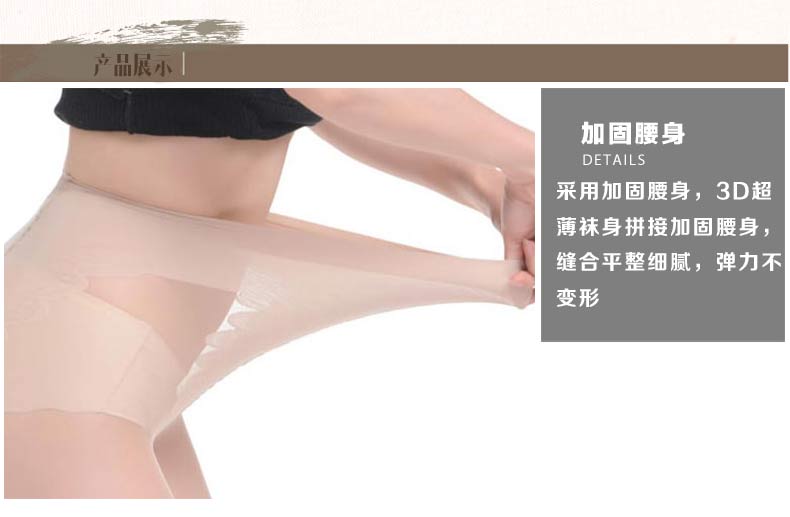 产品展示
加固腰身
DETAILS
采用加固腰身，3D超
薄袜身拼接加固腰身，
缝合平整细腻，弹力不
变形